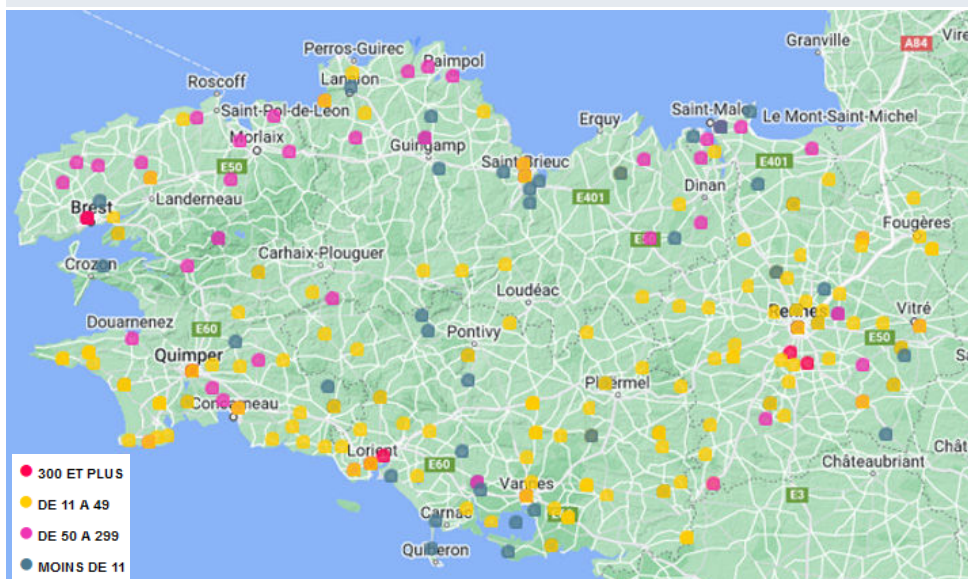 Granville
A84
Vire
Perros-Guirec
Lannion
Paimpol
Roscoff
Saint-Pol-de-Léon
Morlaix
Guingamp
Erquy
Saint-Malo
Le Mont-Saint-Michel
E50
Saint-Brieuc
E401
E401
Dinan
Landerneau
Brest
Fougères
Crozon
Carhaix-Plouguer
Loudéac
Rennes
Vitré
Douarnenez
E60
Pontivy
E50
Quimper
Ploërmel
Concarneau
Lorient
E60
Châteaubriant
Vannes
E3
Carnac
Quiberon
300 ET PLUS
DE 11 A 49
DE 50 A 299
MOINS DE 11